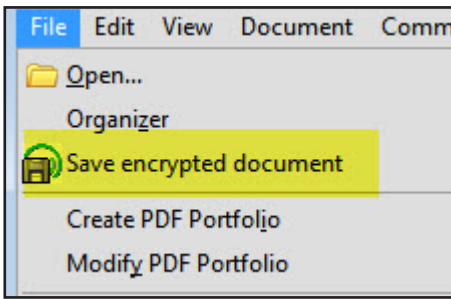 File Edit View Document Comm
Open...
Organizer
Save encrypted document
Create PDF Portfolio
Modify PDF Portfolio